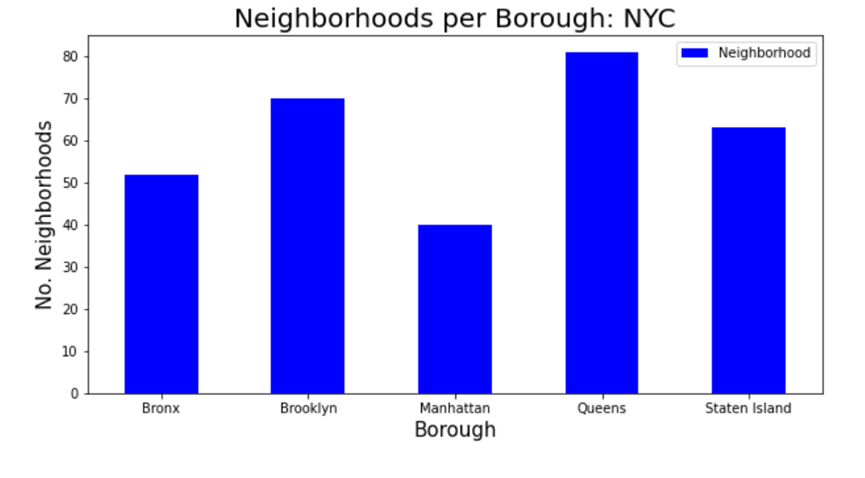 Neighborhoods per Borough: NYC
Neighborhood
No. Neighborhoods
80
70
60
50
40
30
20
10
0
Bronx Brooklyn Manhattan Queens Staten Island
Borough